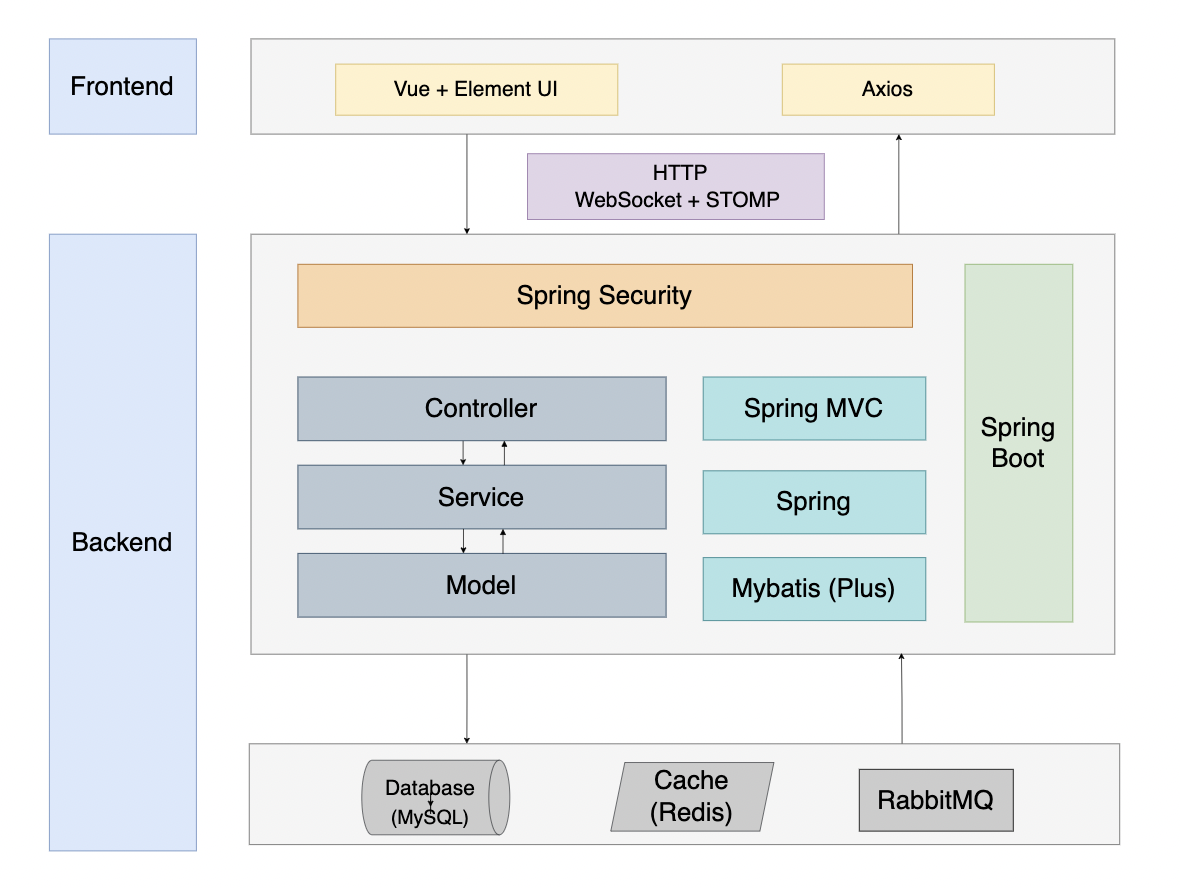 Frontend
Vue + Element UI
Axios
HTTP
WebSocket + STOMP
Backend
Spring Security
Controller
Spring MVC
Spring
Boot
Service
Spring
Model
Mybatis (Plus)
Database
(MySQL)
Cache
(Redis)
RabbitMQ